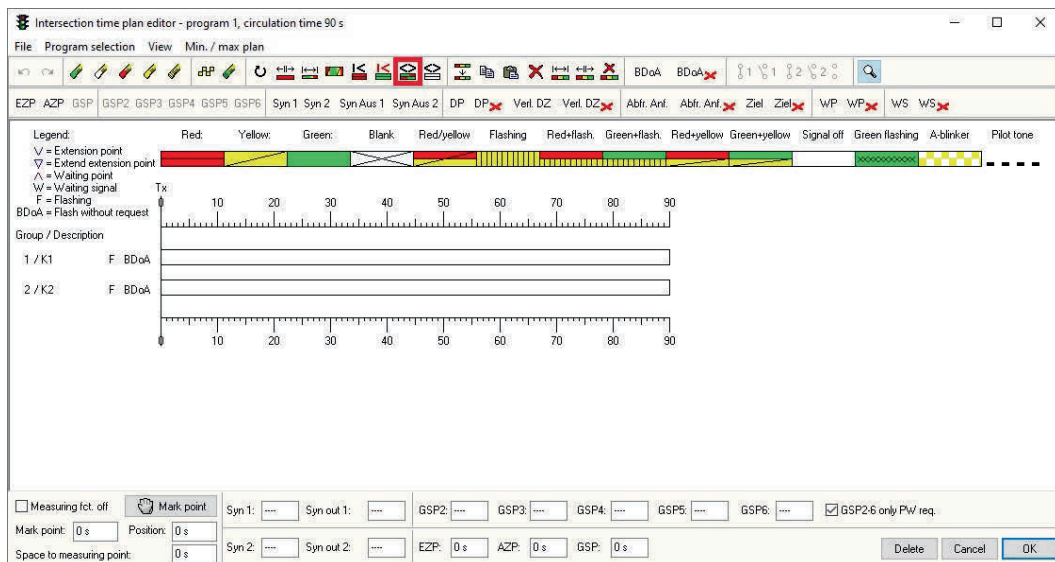 Intersection time plan editor - program 1, circulation time 90 s
File Program selection View Min. / max plan
BDoA BDoA 1 1 2 2
EZP AZP GSP GSP2 GSP3 GSP4 GSP5 GSP6 Syn 1 Syn 2 Syn Aus 1 Syn Aus 2 DP DP Verl. DZ Verl. DZ Abfr. Anf. Abfr. Anf. Ziel Ziel WP WP WS WS
Legend: Red: Yellow: Green: Blank Red/yellow Flashing Red+flash. Green+flash. Red+yellow Green+yellow Signal off Green flashing A-blinker Pilot tone
V = Extension point
▽ = Extend extension point
Λ = Waiting point
W = Waiting signal Tx
F = Flashing 0 10 20 30 40 50 60 70 80 90
BDoA = Flash without request
Group / Description
1 / K1 F BDoA
2 / K2 F BDoA
0 10 20 30 40 50 60 70 80 90
Measuring fct. off Mark point Syn 1: ---- Syn out 1: ---- GSP2: ---- GSP3: ---- GSP4: ---- GSP5: ---- GSP6: ---- GSP2-6 only PW req.
Mark point: 0 s Position: 0 s
Space to measuring point: 0 s Syn 2: ---- Syn out 2: ---- EZP: 0 s AZP: 0 s GSP: 0 s Delete Cancel OK